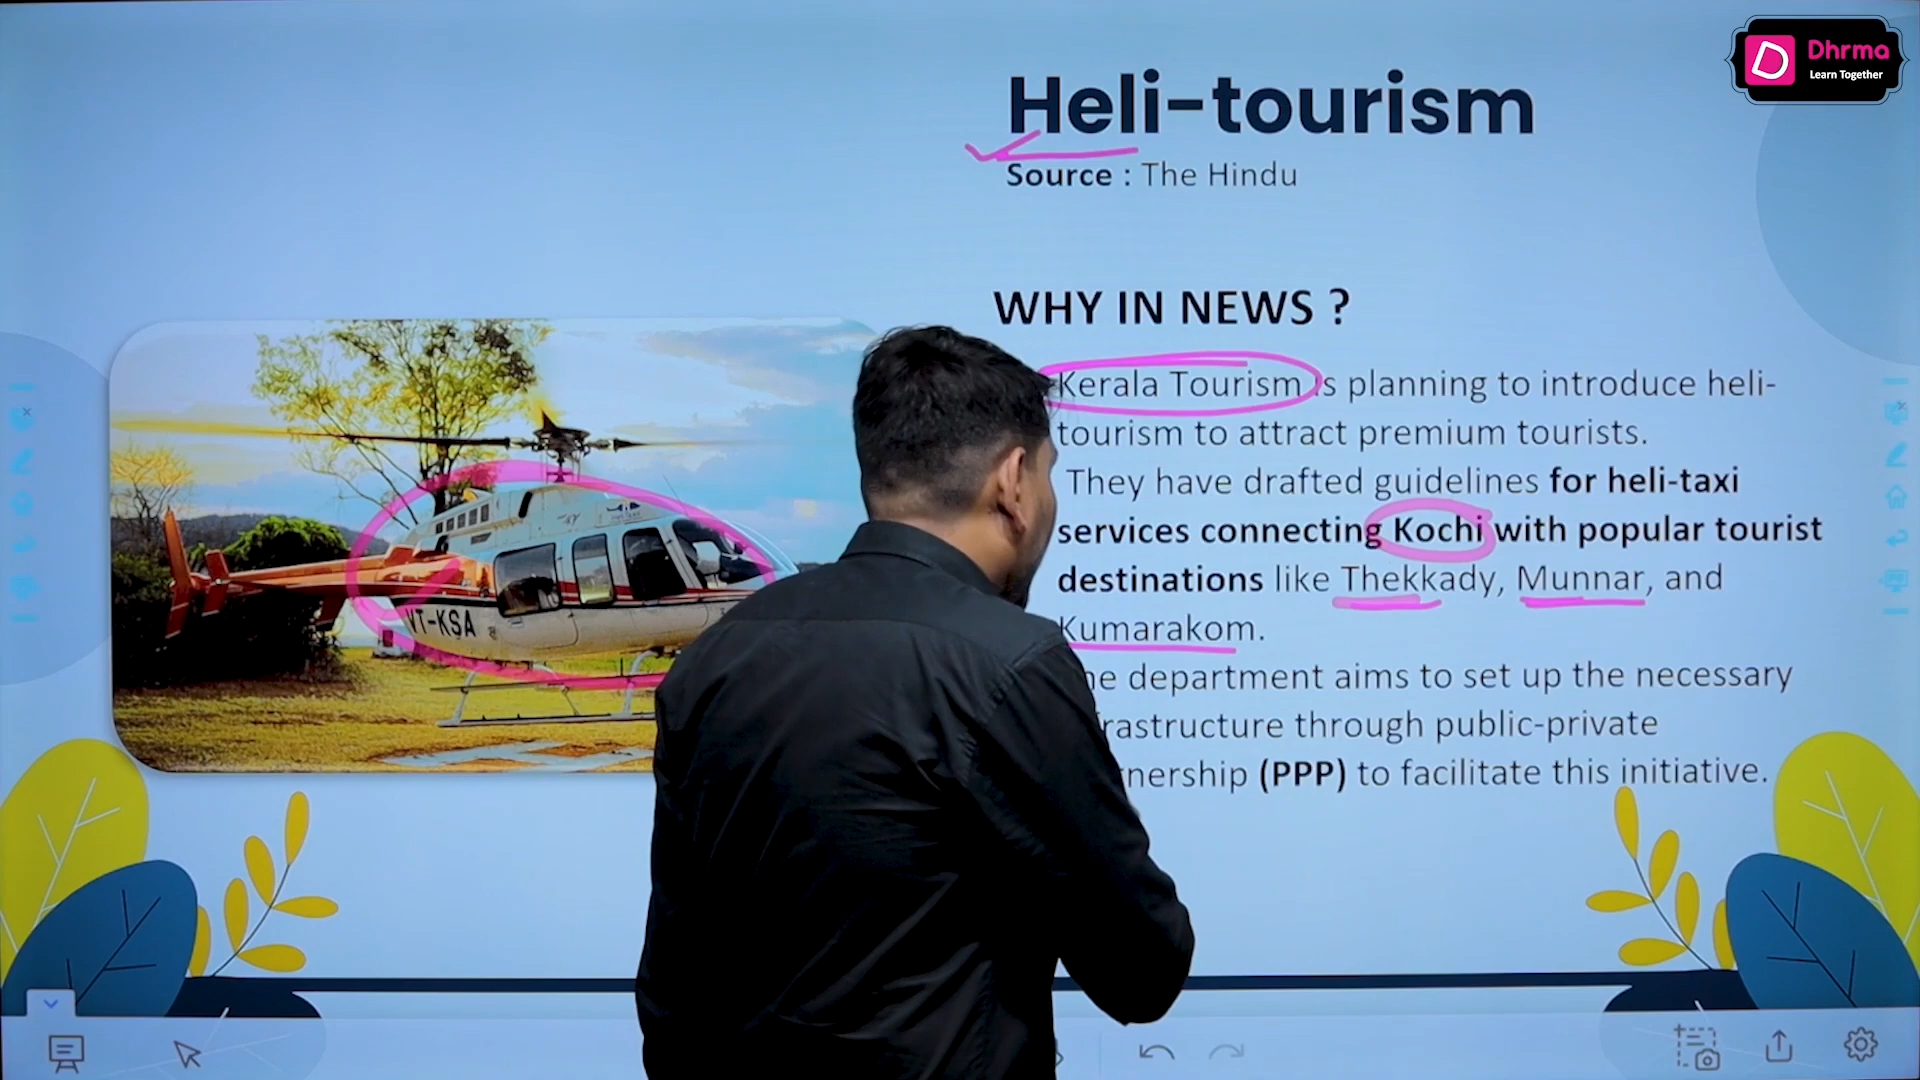 Dhrma
Learn Together
Heli-tourism
Source : The Hindu
WHY IN NEWS ?
Kerala Tourism is planning to introduce heli-
tourism to attract premium tourists.
They have drafted guidelines for heli-taxi
services connecting Kochi with popular tourist
destinations like Thekkady, Munnar, and
Kumarakom.
department aims to set up the necessary
through public-private
(PPP) to facilitate this initiative.
VT-KSA